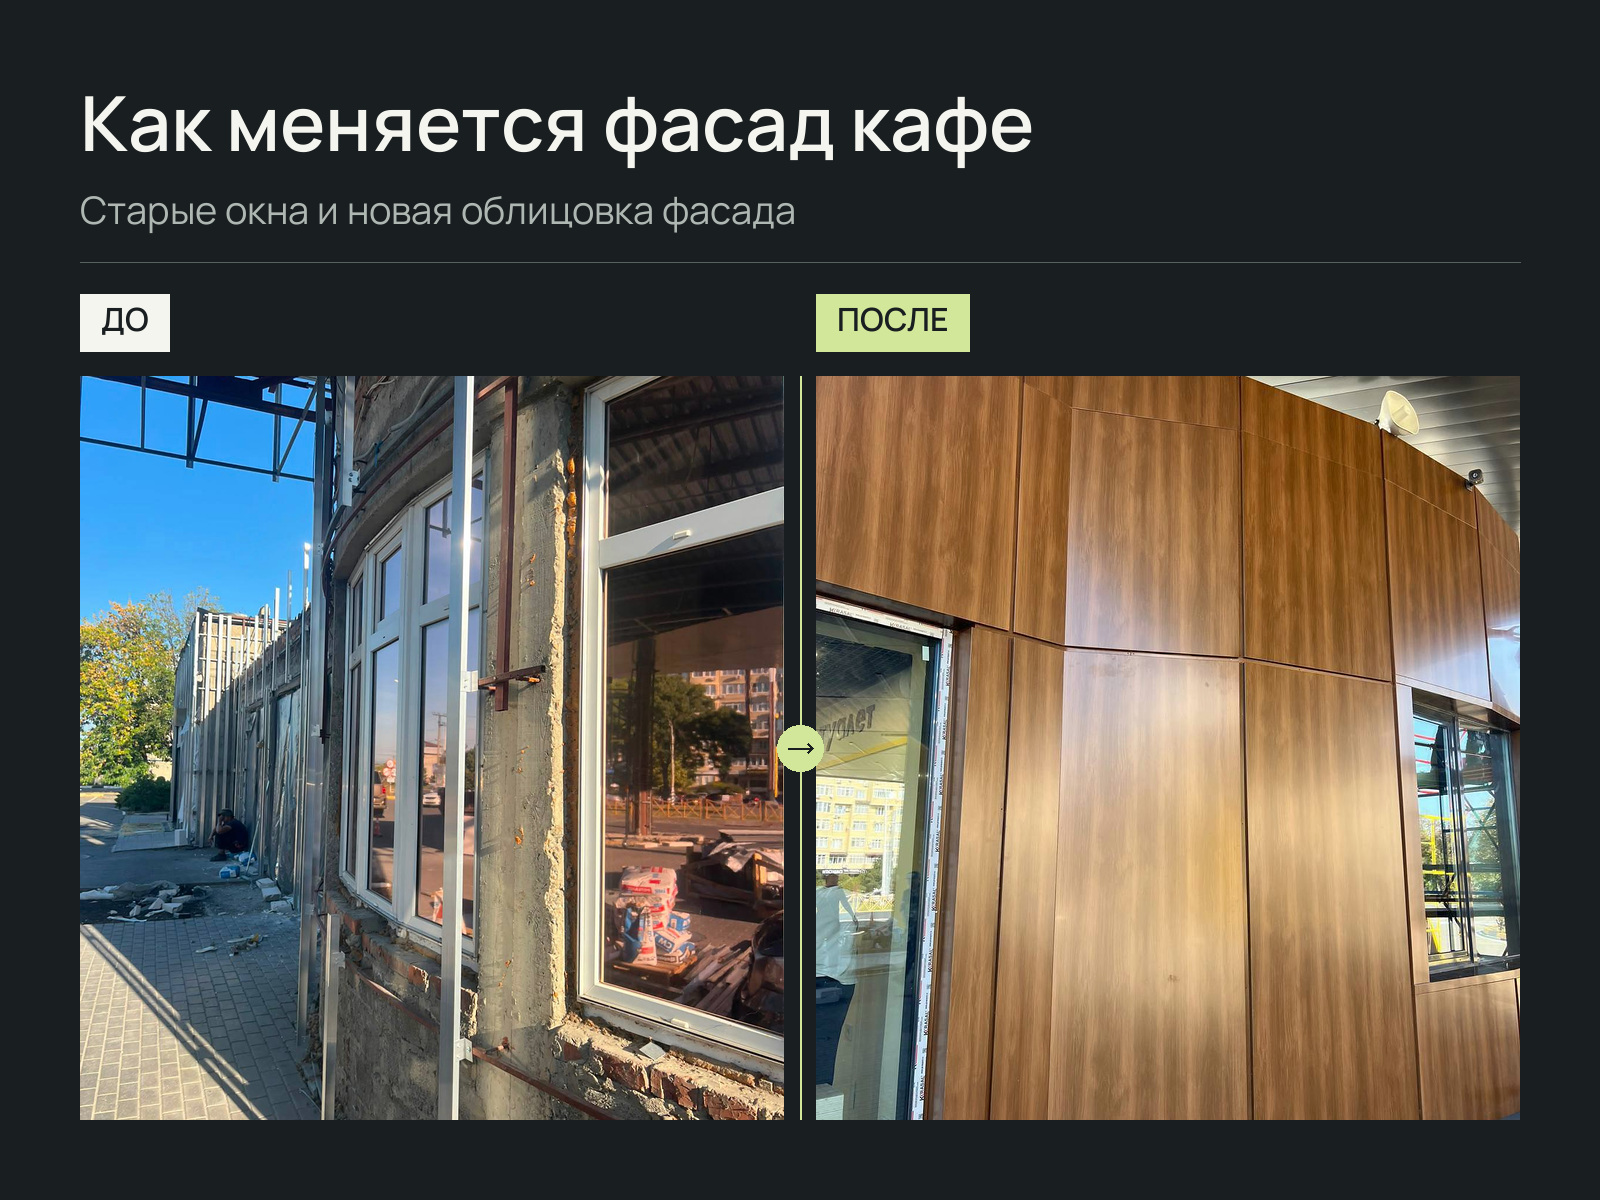 Как меняется фасад кафе
Старые окна и новая облицовка фасада
ДО
ПОСЛЕ